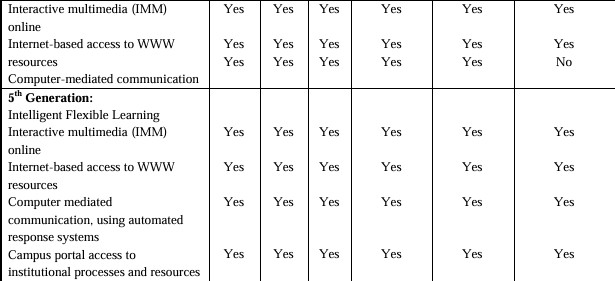 Interactive multimedia (IMM) Yes Yes Yes Yes Yes Yes
online
Internet-based access to WWW Yes Yes Yes Yes Yes Yes
resources Yes Yes Yes Yes Yes No
Computer-mediated communication
5th Generation:
Intelligent Flexible Learning
Interactive multimedia (IMM) Yes Yes Yes Yes Yes Yes
online
Internet-based access to WWW Yes Yes Yes Yes Yes Yes
resources
Computer mediated Yes Yes Yes Yes Yes Yes
communication, using automated
response systems
Campus portal access to Yes Yes Yes Yes Yes Yes
institutional processes and resources